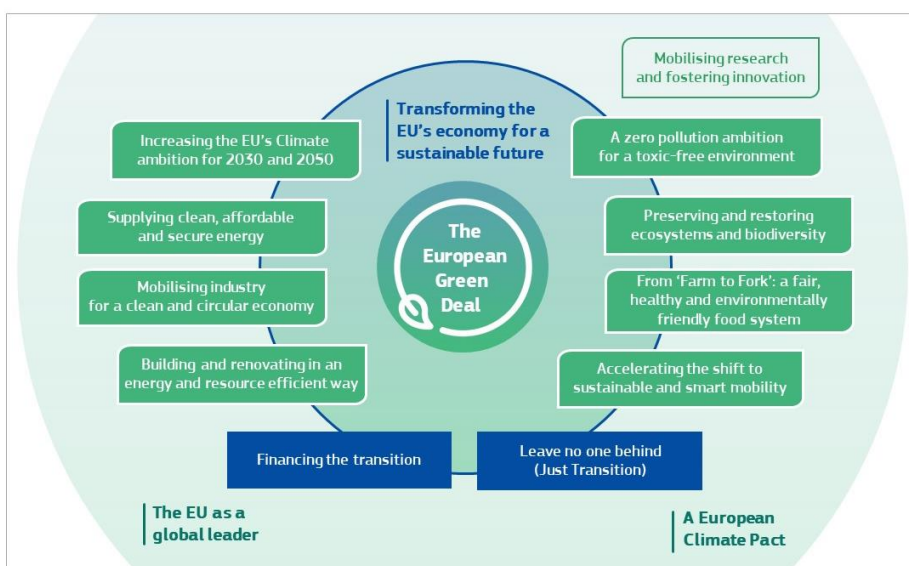 Mobilising research
and fostering innovation
Transforming the
EU's economy for a
sustainable future
Increasing the EU's Climate
ambition for 2030 and 2050
A zero pollution ambition
for a toxic-free environment
Supplying clean, affordable
and secure energy
Preserving and restoring
ecosystems and biodiversity
The
European
Green
Deal
Mobilising industry
for a clean and circular economy
From ‘Farm to Fork’: a fair,
healthy and environmentally
friendly food system
Building and renovating in an
energy and resource efficient way
Accelerating the shift to
sustainable and smart mobility
Financing the transition
Leave no one behind
(Just Transition)
The EU as a
global leader
A European
Climate Pact